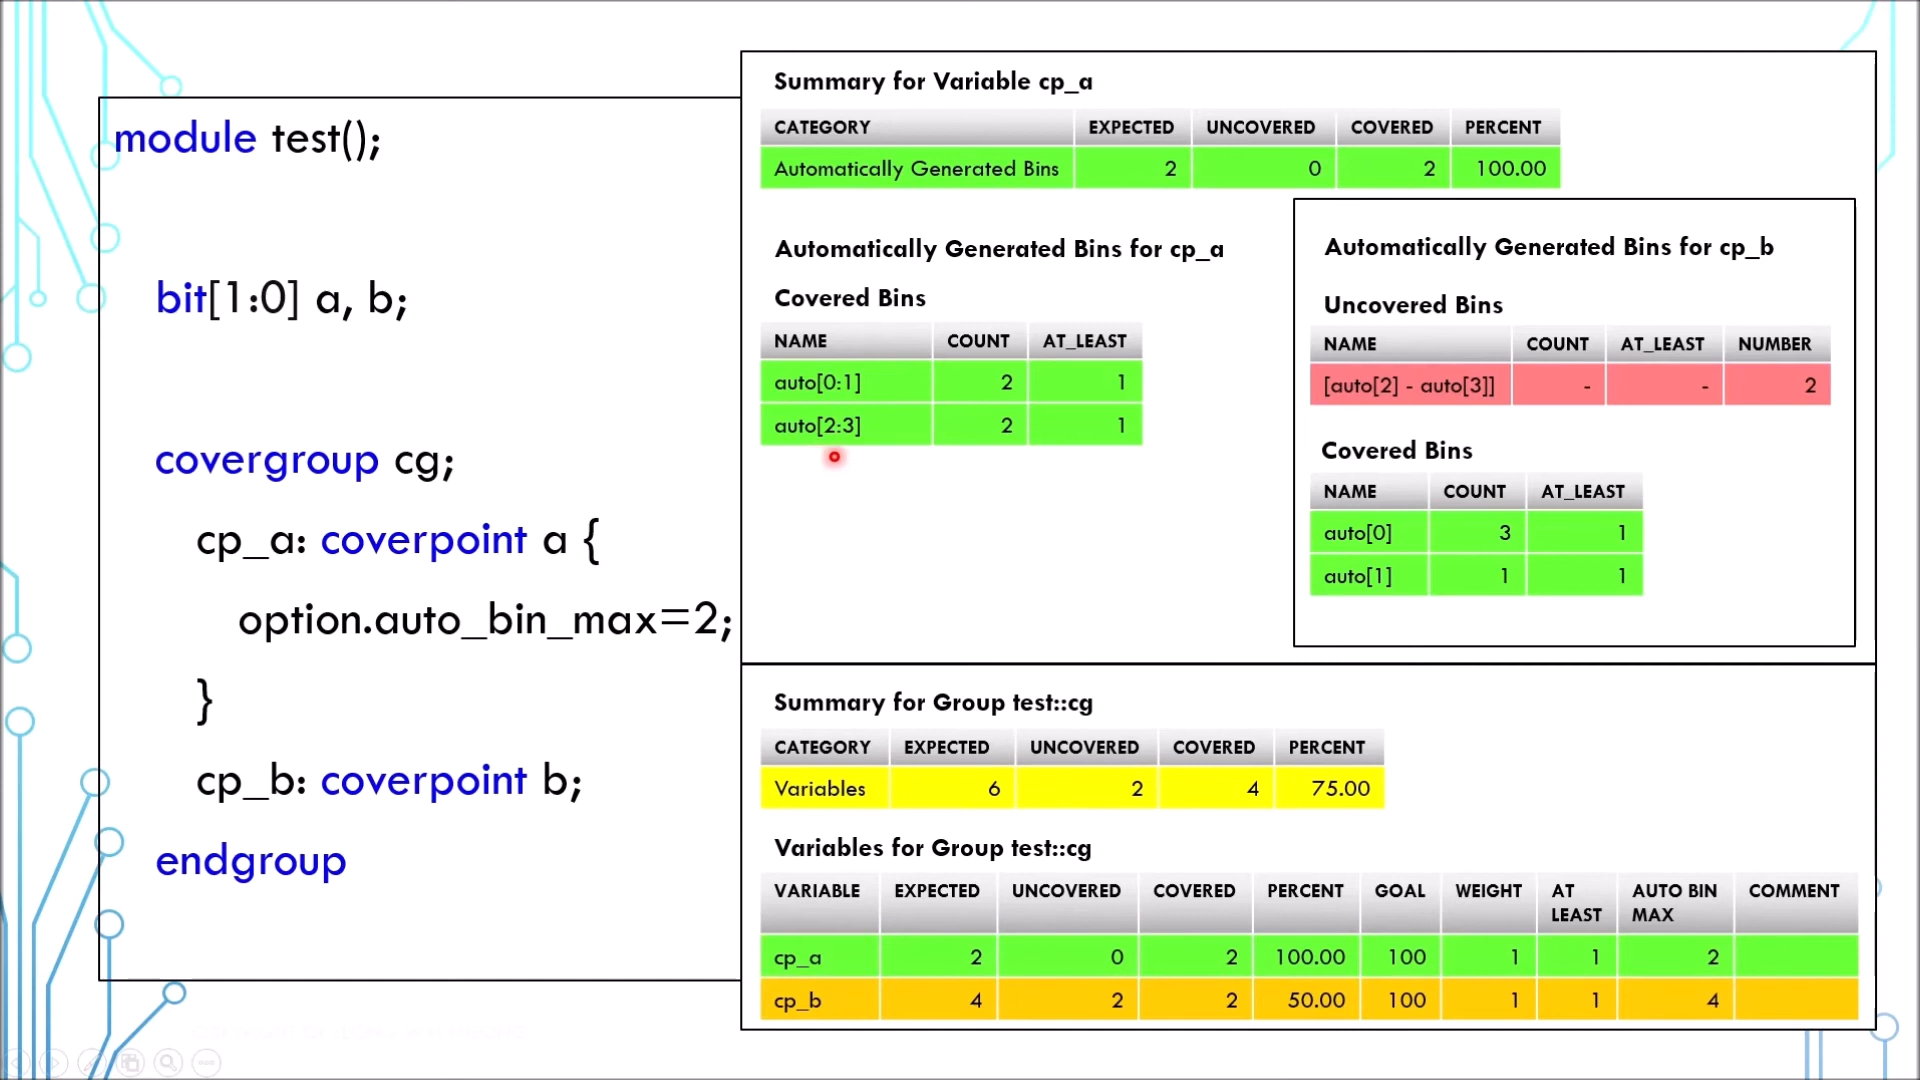 module test();
bit[1:0] a, b;
covergroup cg;
cp_a: coverpoint a {
option.auto_bin_max=2;
}
cp_b: coverpoint b;
endgroup
Summary for Variable cp_a
CATEGORY EXPECTED UNCOVERED COVERED PERCENT
Automatically Generated Bins 2 0 2 100.00
Automatically Generated Bins for cp_a
Covered Bins
NAME COUNT AT_LEAST
auto[0:1] 2 1
auto[2:3] 2 1
Automatically Generated Bins for cp_b
Uncovered Bins
NAME COUNT AT_LEAST NUMBER
[auto[2] - auto[3]] - - 2
Covered Bins
NAME COUNT AT_LEAST
auto[0] 3 1
auto[1] 1 1
Summary for Group test::cg
CATEGORY EXPECTED UNCOVERED COVERED PERCENT
Variables 6 2 4 75.00
Variables for Group test::cg
VARIABLE EXPECTED UNCOVERED COVERED PERCENT GOAL WEIGHT AT LEAST AUTO BIN MAX COMMENT
cp_a 2 0 2 100.00 100 1 1 2
cp_b 4 2 2 50.00 100 1 1 4